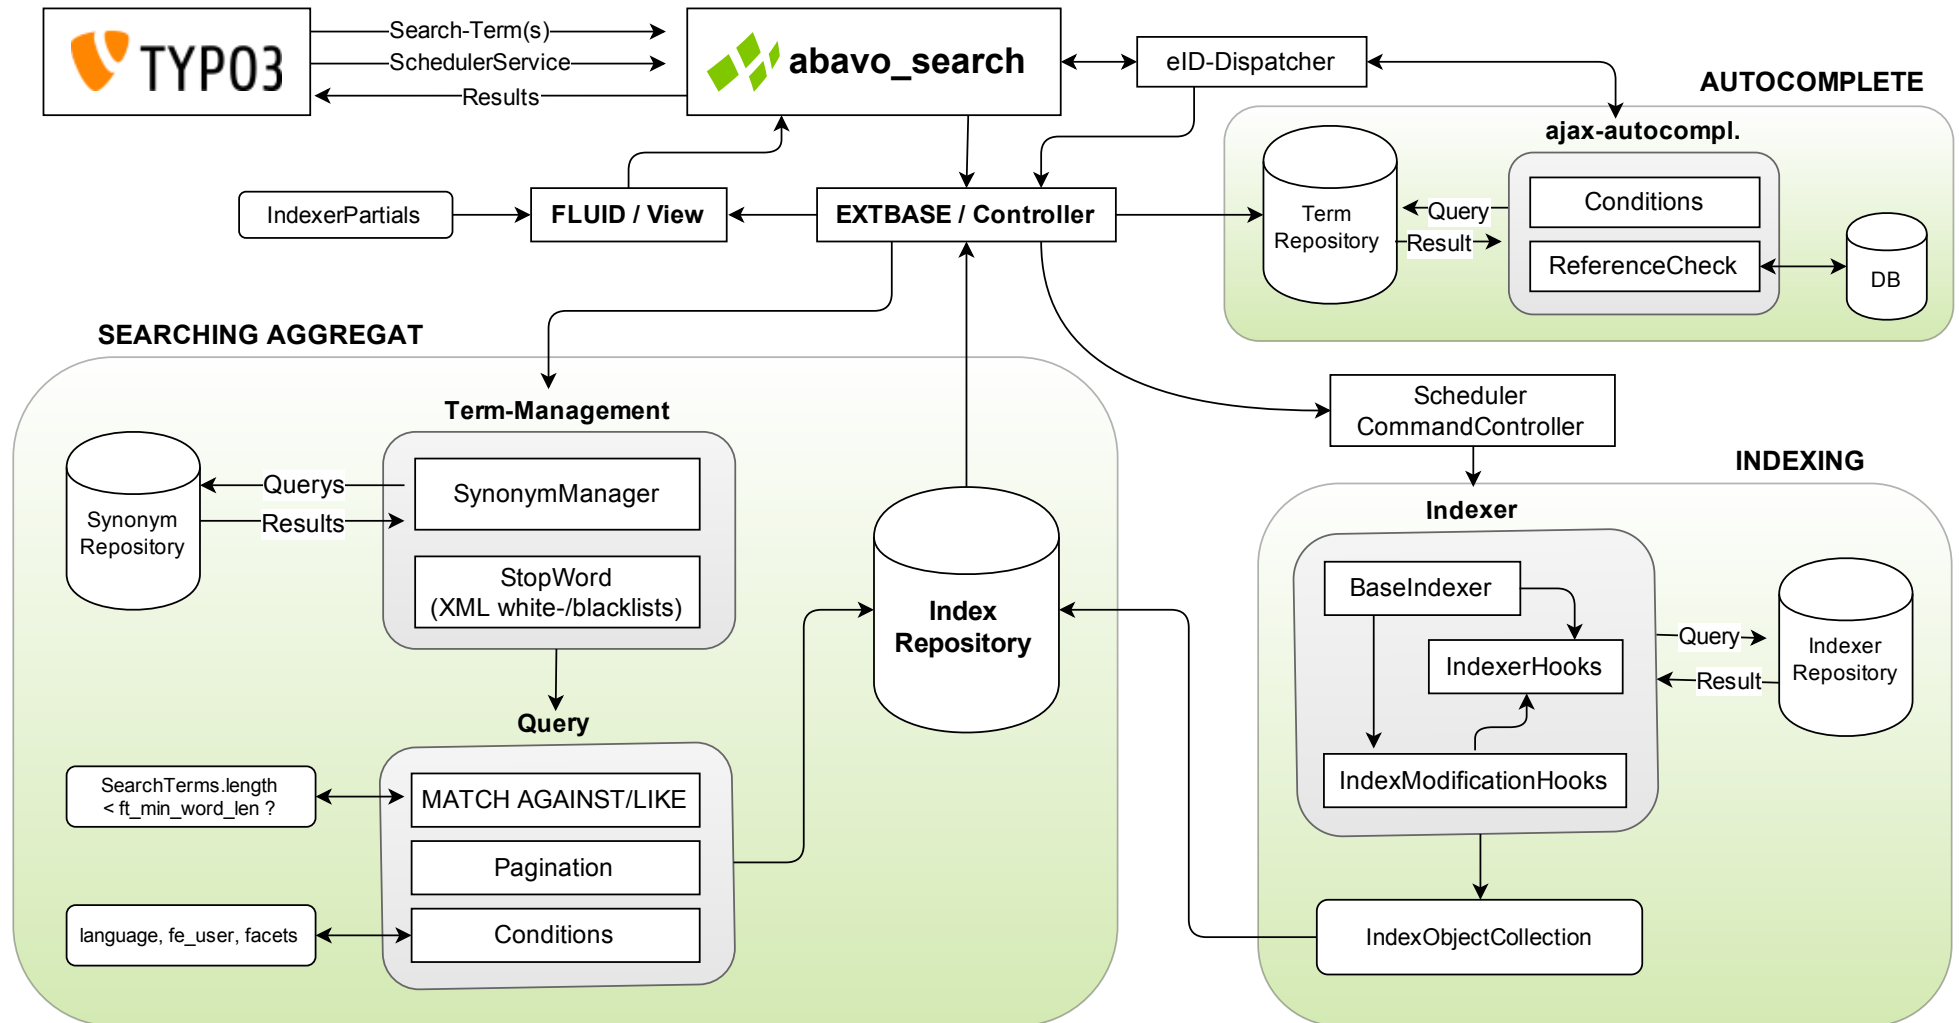 TYPO3
Search-Term(s)
SchedulerService
Results
abavo_search
eID-Dispatcher
AUTOCOMPLETE
ajax-autocompl.
Term
Repository
Query
Result
Conditions
ReferenceCheck
DB
IndexerPartials
FLUID / View
EXTBASE / Controller
SEARCHING AGGREGAT
Term-Management
Synonym
Repository
Querys
Results
SynonymManager
StopWord
(XML white-/blacklists)
Query
SearchTerms.length
< ft_min_word_len ?
MATCH AGAINST/LIKE
Pagination
language, fe_user, facets
Conditions
Index
Repository
Scheduler
CommandController
INDEXING
Indexer
BaseIndexer
IndexerHooks
IndexModificationHooks
Query
Result
Indexer
Repository
IndexObjectCollection